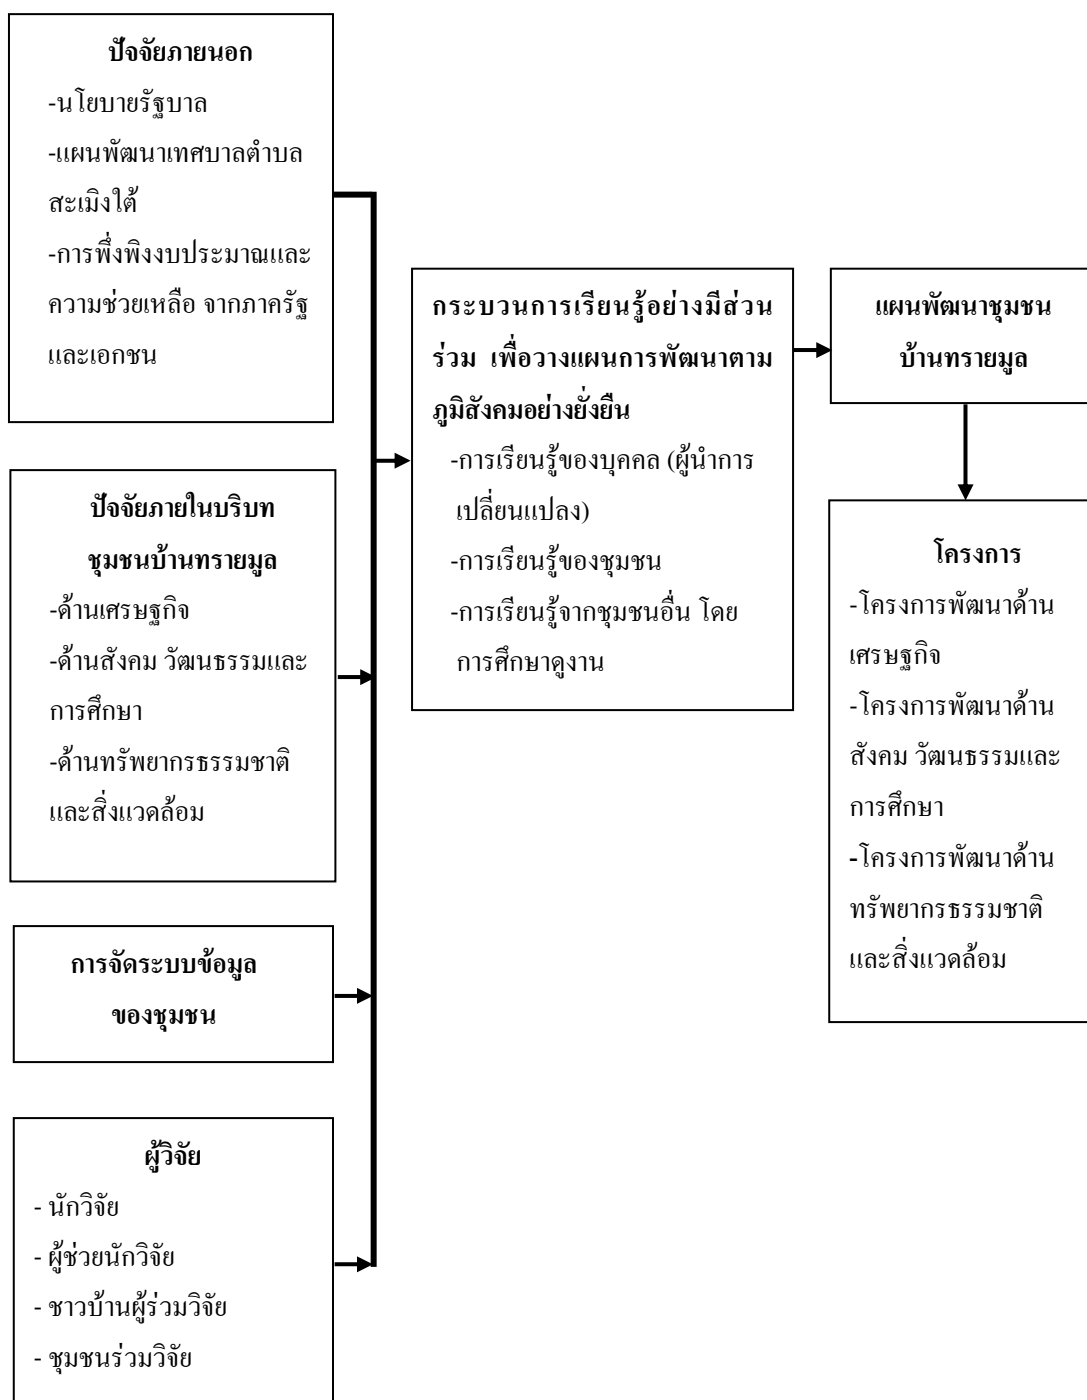 ปัจจัยภายนอก
-นโยบายรัฐบาล
-แผนพัฒนาเทศบาลตำบล
สะเมิงใต้
-การพึ่งพิงงบประมาณและ
ความช่วยเหลือ จากภาครัฐ
และเอกชน
ปัจจัยภายในบริบท
ชุมชนบ้านทรายมูล
-ด้านเศรษฐกิจ
-ด้านสังคม วัฒนธรรมและ
การศึกษา
-ด้านทรัพยากรธรรมชาติ
และสิ่งแวดล้อม
การจัดระบบข้อมูล
ของชุมชน
ผู้วิจัย
- นักวิจัย
- ผู้ช่วยนักวิจัย
- ชาวบ้านผู้ร่วมวิจัย
- ชุมชนร่วมวิจัย
กระบวนการเรียนรู้อย่างมีส่วน
ร่วม เพื่อวางแผนการพัฒนาตาม
ภูมิสังคมอย่างยั่งยืน
-การเรียนรู้ของบุคคล (ผู้นำการ
เปลี่ยนแปลง)
-การเรียนรู้ของชุมชน
-การเรียนรู้จากชุมชนอื่น โดย
การศึกษาดูงาน
แผนพัฒนาชุมชน
บ้านทรายมูล
โครงการ
-โครงการพัฒนาด้าน
เศรษฐกิจ
-โครงการพัฒนาด้าน
สังคม วัฒนธรรมและ
การศึกษา
-โครงการพัฒนาด้าน
ทรัพยากรธรรมชาติ
และสิ่งแวดล้อม